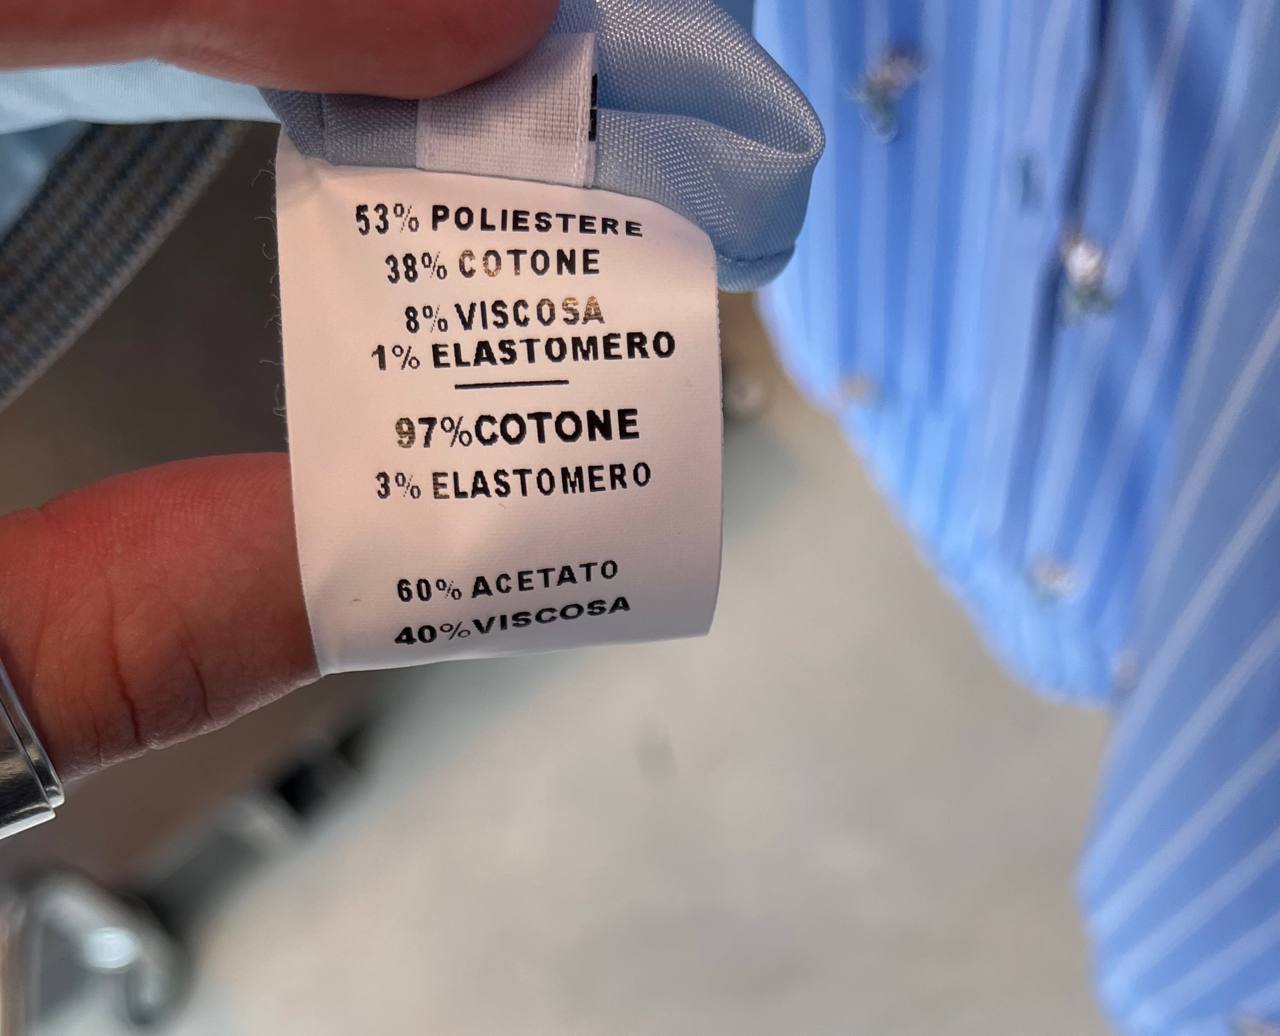 53% POLIESTERE
38% COTONE
8% VISCOSA
1% ELASTOMERO
97%COTONE
3% ELASTOMERO
60% ACETATO
40%VISCOSA